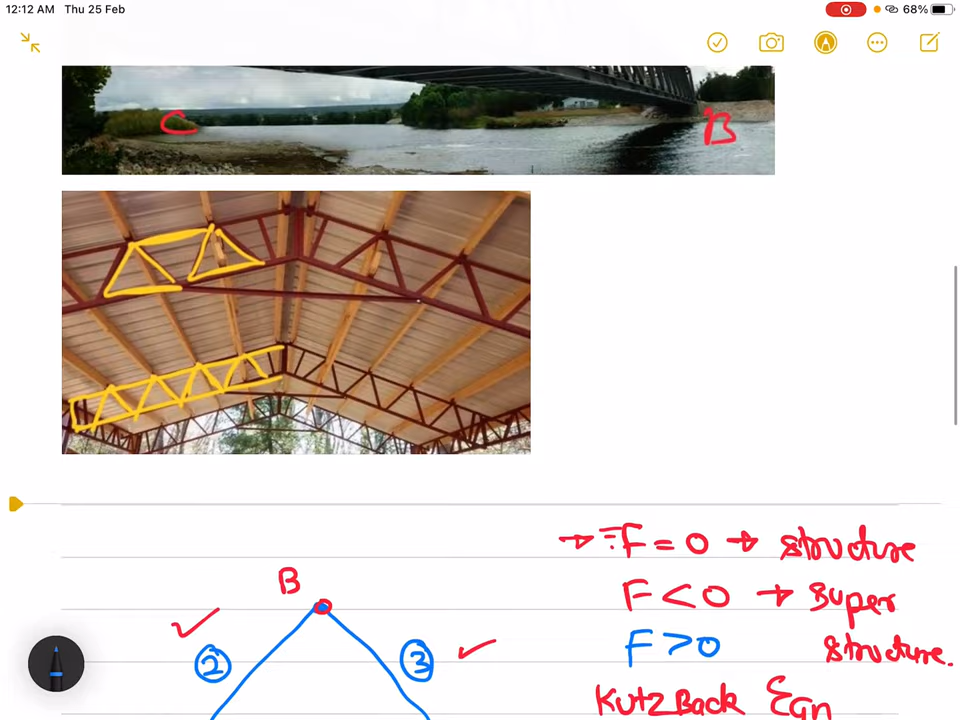 12:12 AM Thu 25 Feb
68%
C
B
→ F = 0 → structure
B
F < 0 → super
structure.
2
3
F > 0
KutzBack Eqn